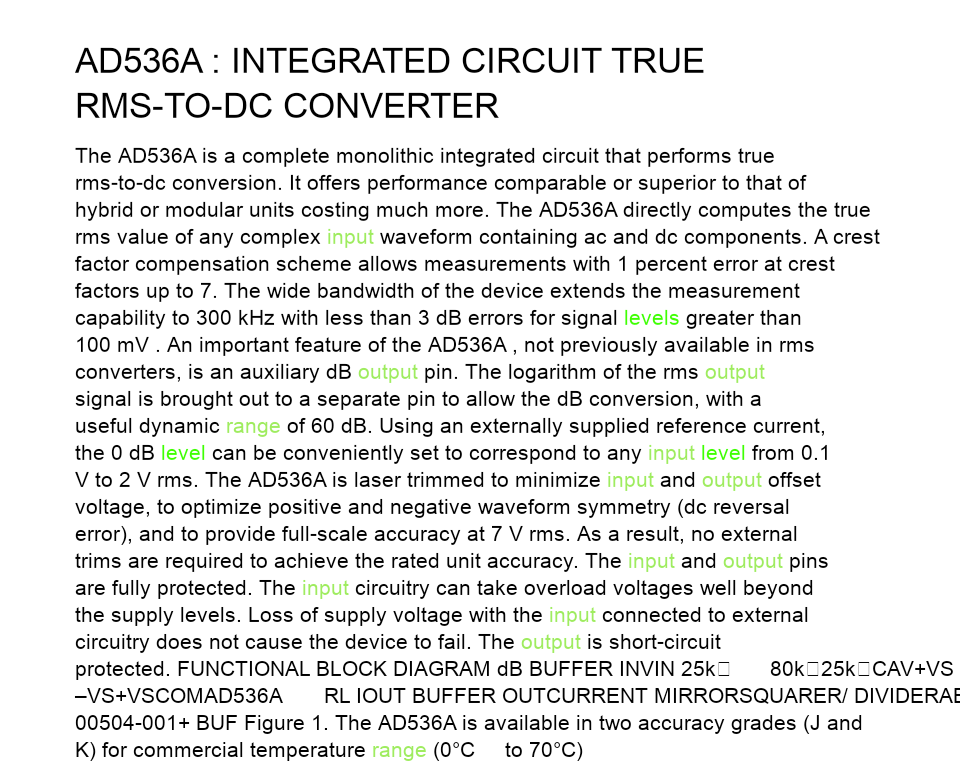 AD536A : INTEGRATED CIRCUIT TRUE
RMS-TO-DC CONVERTER
The AD536A is a complete monolithic integrated circuit that performs true
rms-to-dc conversion. It offers performance comparable or superior to that of
hybrid or modular units costing much more. The AD536A directly computes the true
rms value of any complex input waveform containing ac and dc components. A crest
factor compensation scheme allows measurements with 1 percent error at crest
factors up to 7. The wide bandwidth of the device extends the measurement
capability to 300 kHz with less than 3 dB errors for signal levels greater than
100 mV . An important feature of the AD536A , not previously available in rms
converters, is an auxiliary dB output pin. The logarithm of the rms output
signal is brought out to a separate pin to allow the dB conversion, with a
useful dynamic range of 60 dB. Using an externally supplied reference current,
the 0 dB level can be conveniently set to correspond to any input level from 0.1
V to 2 V rms. The AD536A is laser trimmed to minimize input and output offset
voltage, to optimize positive and negative waveform symmetry (dc reversal
error), and to provide full-scale accuracy at 7 V rms. As a result, no external
trims are required to achieve the rated unit accuracy. The input and output pins
are fully protected. The input circuitry can take overload voltages well beyond
the supply levels. Loss of supply voltage with the input connected to external
circuitry does not cause the device to fail. The output is short-circuit
protected. FUNCTIONAL BLOCK DIAGRAM dB BUFFER INVIN 25k□ 80k□25k□CAV+VS
–VS+VSCOMAD536A RL IOUT BUFFER OUTCURRENT MIRRORSQUARER/
00504-001+ BUF Figure 1. The AD536A is available in two accuracy grades (J and
K) for commercial temperature range (0°C to 70°C)